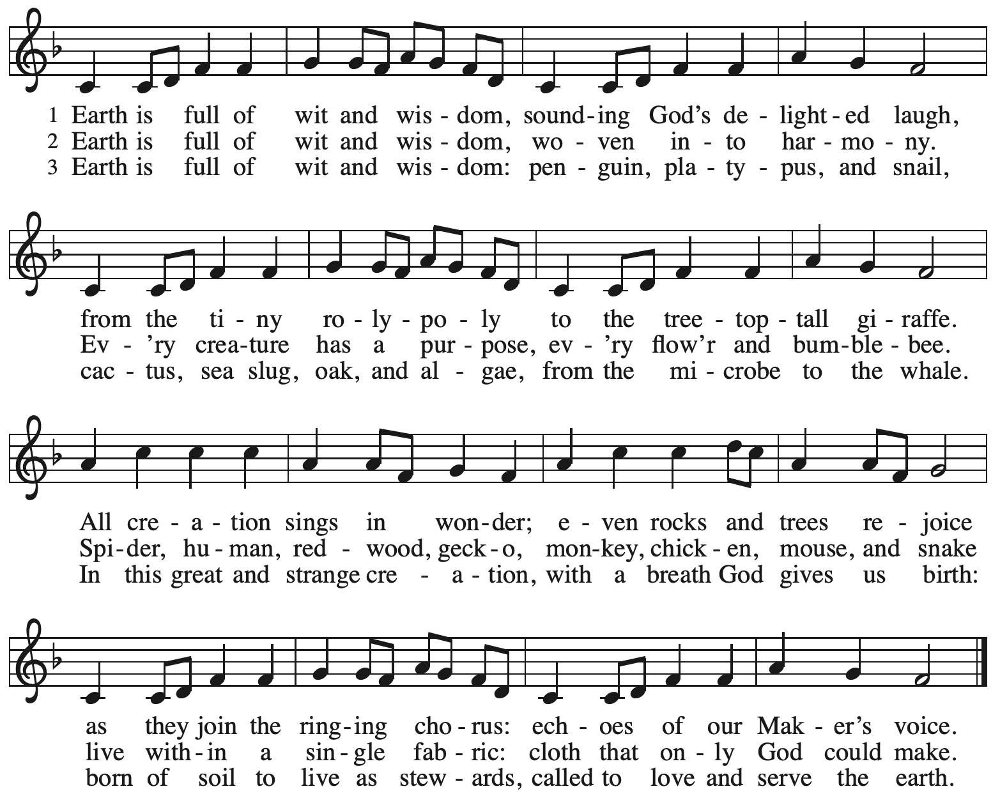 1 Earth is full of wit and wis - dom, sound - ing God's de - light - ed laugh,
2 Earth is full of wit and wis - dom, wo - ven in - to har - mo - ny.
3 Earth is full of wit and wis - dom: pen - guin, pla - ty - pus, and snail,
from the ti - ny ro - ly - po - ly to the tree - top - tall gi - raffe.
Ev - 'ry crea - ture has a pur - pose, ev - 'ry flow'r and bum - ble - bee.
cac - tus, sea slug, oak, and al - gae, from the mi - crobe to the whale.
All cre - a - tion sings in won - der; e - ven rocks and trees re - joice
Spi - der, hu - man, red - wood, geck - o, mon - key, chick - en, mouse, and snake
In this great and strange cre - a - tion, with a breath God gives us birth:
as they join the ring - ing cho - rus: ech - oes of our Mak - er's voice.
live with - in a sin - gle fab - ric: cloth that on - ly God could make.
born of soil to live as stew - ards, called to love and serve the earth.